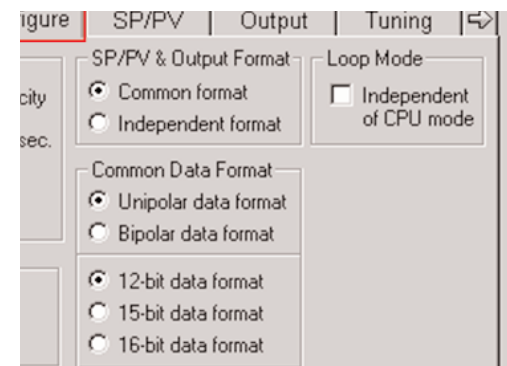 SP/PV
Output
Tuning
SP/PV & Output Format
Common format
Independent format
Loop Mode
Independent
of CPU mode
sec.
Common Data Format
Unipolar data format
Bipolar data format
12-bit data format
15-bit data format
16-bit data format